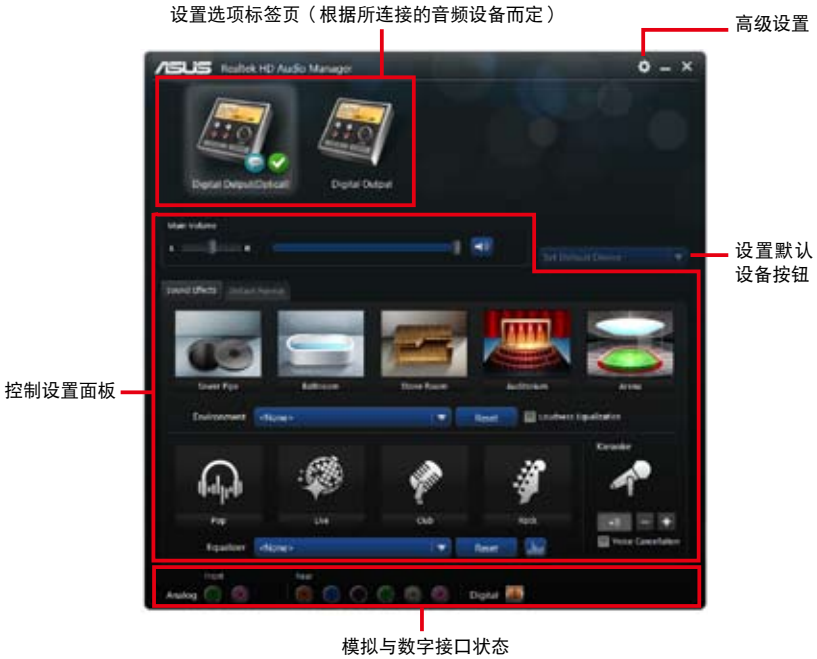 设置选项标签页（根据所连接的音频设备而定）
高级设置
ASUS Realtek HD Audio Manager
Digital Output(Optical)
Digital Output
Main Volume
L
R
Set Default Device
设置默认
设备按钮
Sound Effects
Default Format
控制设置面板
Sewer Pipe
Bathroom
Stone Room
Auditorium
Arena
Environment
<None>
Reset
Loudness Equalization
Karaoke
Pop
Live
Club
Rock
+0
Equalizer
<None>
Reset
Voice Cancellation
Front
Rear
Analog
Digital
模拟与数字接口状态